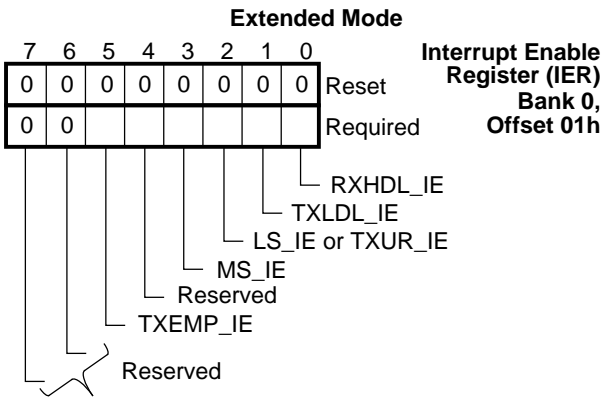 Extended Mode
7 6 5 4 3 2 1 0
Interrupt Enable
Register (IER)
Bank 0,
Offset 01h
0 0 0 0 0 0 0 0 Reset
0 0 Required
RXHDL_IE
TXLDL_IE
LS_IE or TXUR_IE
MS_IE
Reserved
TXEMP_IE
Reserved